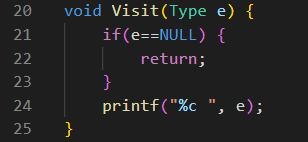 20 void Visit(Type e) {
21     if(e==NULL) {
22         return;
23     }
24     printf("%c ", e);
25 }